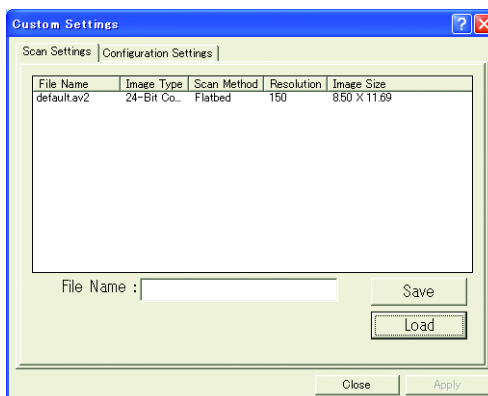 Custom Settings
Scan Settings Configuration Settings
File Name Image Type Scan Method Resolution Image Size
default.av2 24-Bit Co... Flatbed 150 8.50 X 11.69
File Name :
Save
Load
Close Apply